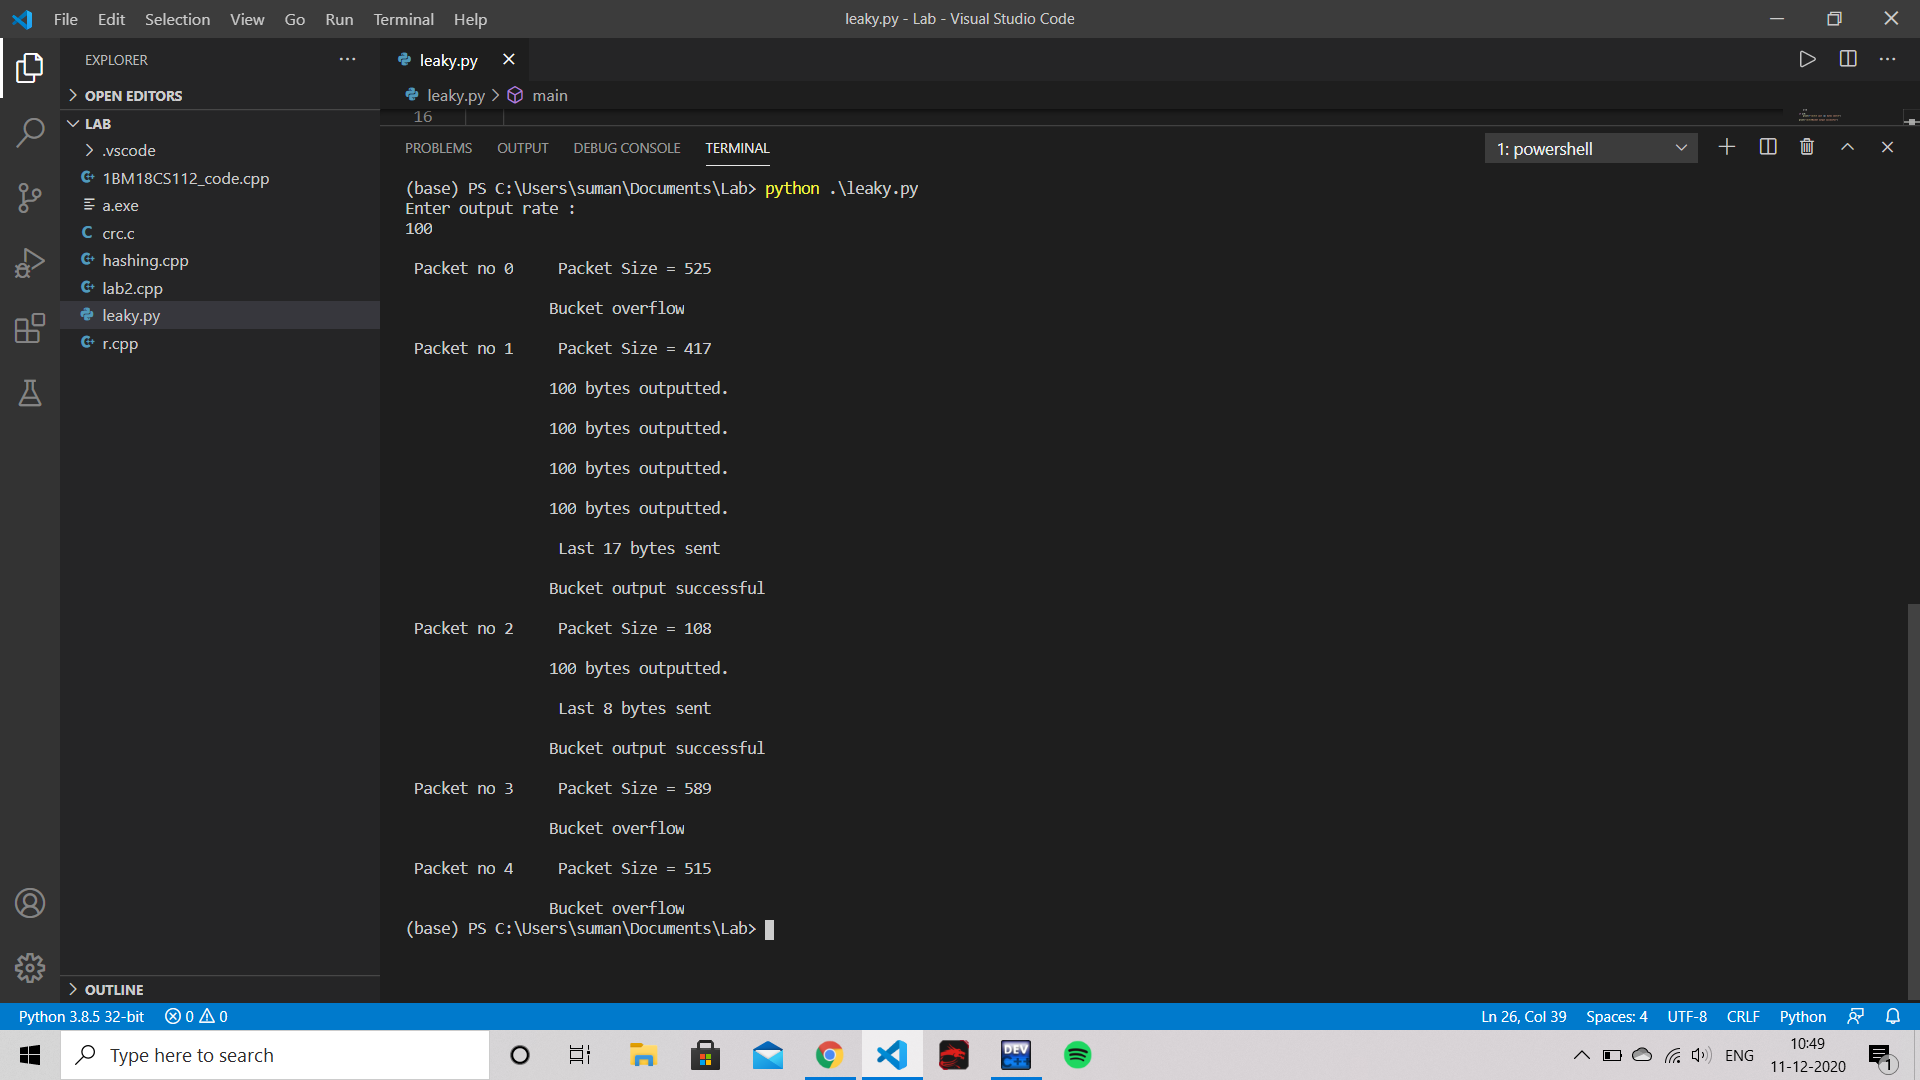 File Edit Selection View Go Run Terminal Help
leaky.py - Lab - Visual Studio Code
EXPLORER
OPEN EDITORS
LAB
.vscode
1BM18CS112_code.cpp
a.exe
crc.c
hashing.cpp
lab2.cpp
leaky.py
r.cpp
OUTLINE
leaky.py
leaky.py > main
16
PROBLEMS OUTPUT DEBUG CONSOLE TERMINAL
1: powershell
(base) PS C:\Users\suman\Documents\Lab> python .\leaky.py
Enter output rate :
100
Packet no 0 Packet Size = 525
Bucket overflow
Packet no 1 Packet Size = 417
100 bytes outputted.
100 bytes outputted.
100 bytes outputted.
100 bytes outputted.
Last 17 bytes sent
Bucket output successful
Packet no 2 Packet Size = 108
100 bytes outputted.
Last 8 bytes sent
Bucket output successful
Packet no 3 Packet Size = 589
Bucket overflow
Packet no 4 Packet Size = 515
Bucket overflow
(base) PS C:\Users\suman\Documents\Lab>
Python 3.8.5 32-bit 0 0
Ln 26, Col 39 Spaces: 4 UTF-8 CRLF Python
Type here to search
DEV C++
ENG
10:49
11-12-2020
1